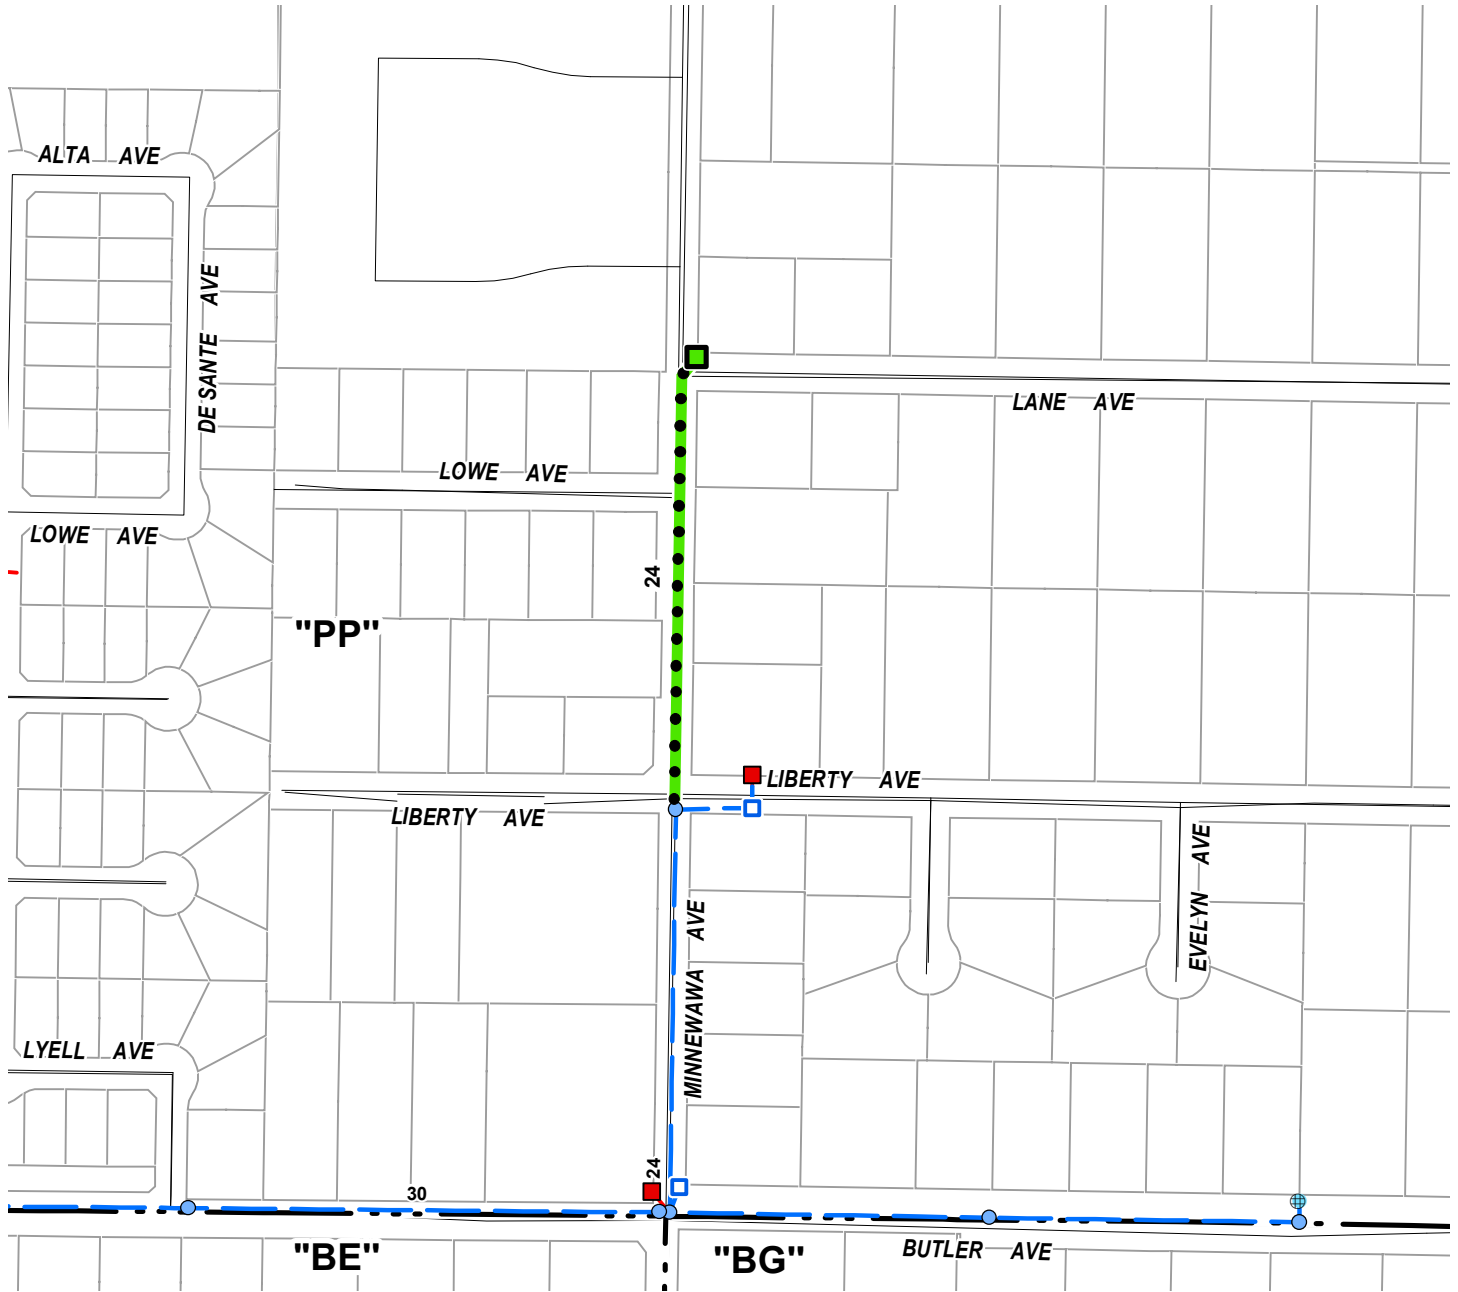 ALTA AVE
DE SANTE AVE
LANE AVE
LOWE AVE
LOWE AVE
24
"PP"
LIBERTY AVE
LIBERTY AVE
EVELYN AVE
MINNEWAWA AVE
LYELL AVE
24
30
"BE"
"BG"
BUTLER AVE